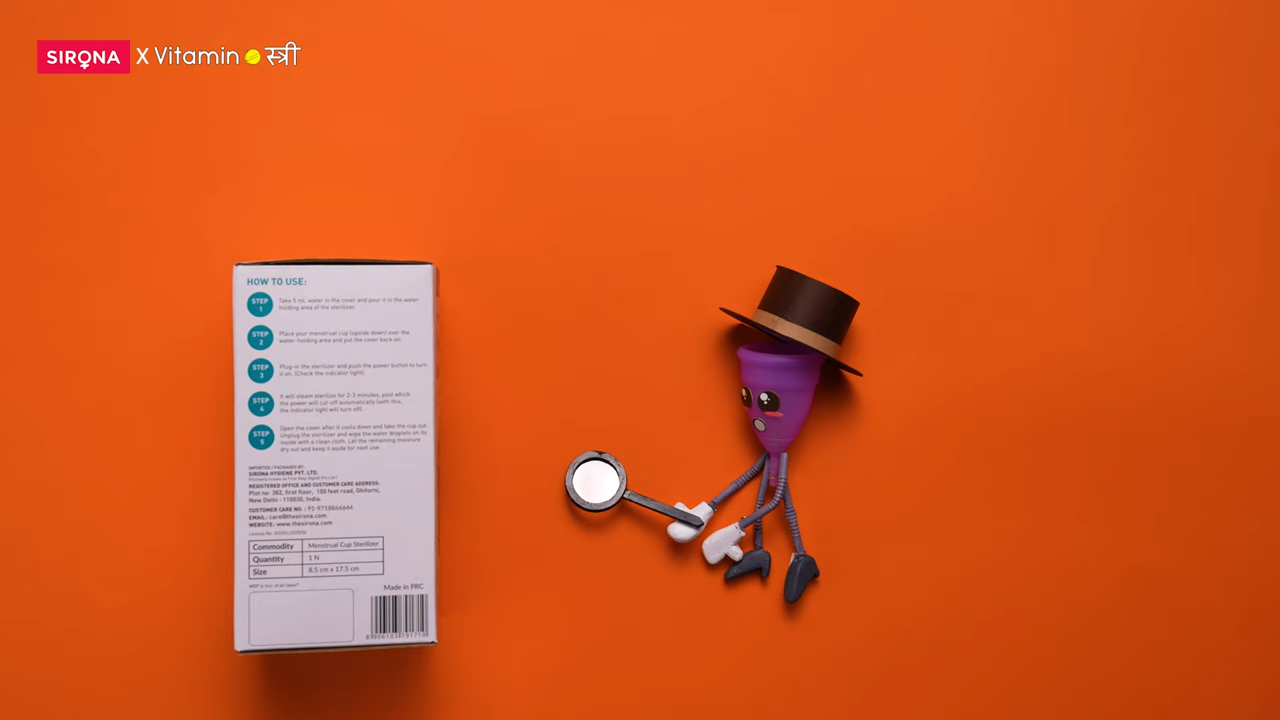 SIRONA X Vitamin स्त्री
HOW TO USE:
STEP 1
Take 5 mL water in the cover and pour it in the water-
holding area of the sterilizer.
STEP 2
Place your menstrual cup (upside down) over the
water-holding area and put the cover back on.
STEP 3
Plug-in the sterilizer and push the power button to turn
it on. (Check the indicator light).
STEP 4
It will steam sterilize for 2-3 minutes, post which
the power will cut-off automatically (with this,
the indicator light will turn off).
STEP 5
Open the cover after it cools down and take the cup out.
Unplug the sterilizer and wipe the water droplets on its
inside with a clean cloth. Let the remaining moisture
dry out and keep it aside for next use.
IMPORTED / PACKAGED BY:
SIRONA HYGIENE PVT. LTD.
REGISTERED OFFICE AND CUSTOMER CARE ADDRESS:
Plot no. 382, first floor, 100 feet road, Ghitorni,
New Delhi - 110030, India.
CUSTOMER CARE NO. : 91-9718866644
EMAIL : care@thesirona.com
WEBSITE : www.thesirona.com
Commodity Menstrual Cup Sterilizer
Quantity 1 N
Size 8.5 cm x 17.5 cm
Made in PRC